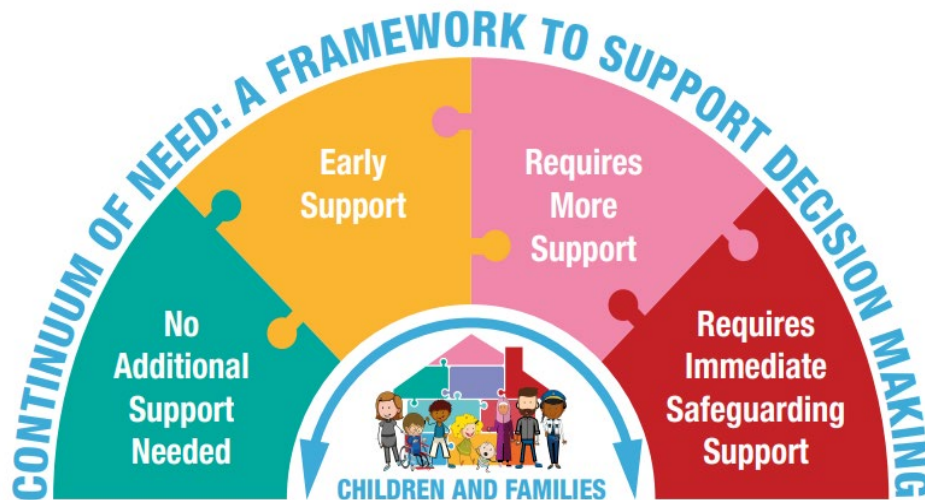 CONTINUUM OF NEED: A FRAMEWORK TO SUPPORT DECISION MAKING
No
Additional
Support
Needed
Early
Support
Requires
More
Support
Requires
Immediate
Safeguarding
Support
CHILDREN AND FAMILIES